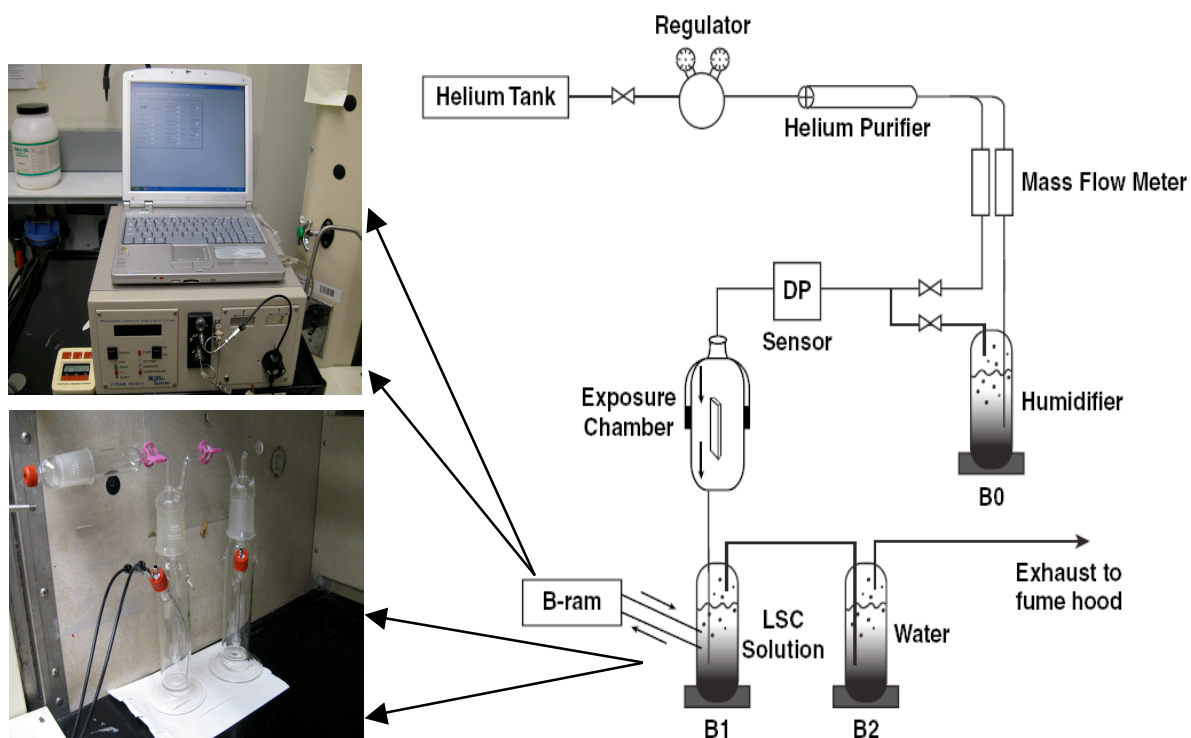 Regulator
Helium Tank
Helium Purifier
Mass Flow Meter
DP
Sensor
Exposure
Chamber
Humidifier
B0
B-ram
LSC
Solution
Water
Exhaust to
fume hood
B1
B2